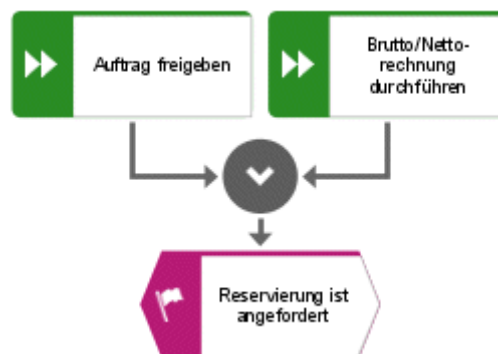 Auftrag freigeben
Brutto/Netto-
rechnung
durchführen
Reservierung ist
angefordert